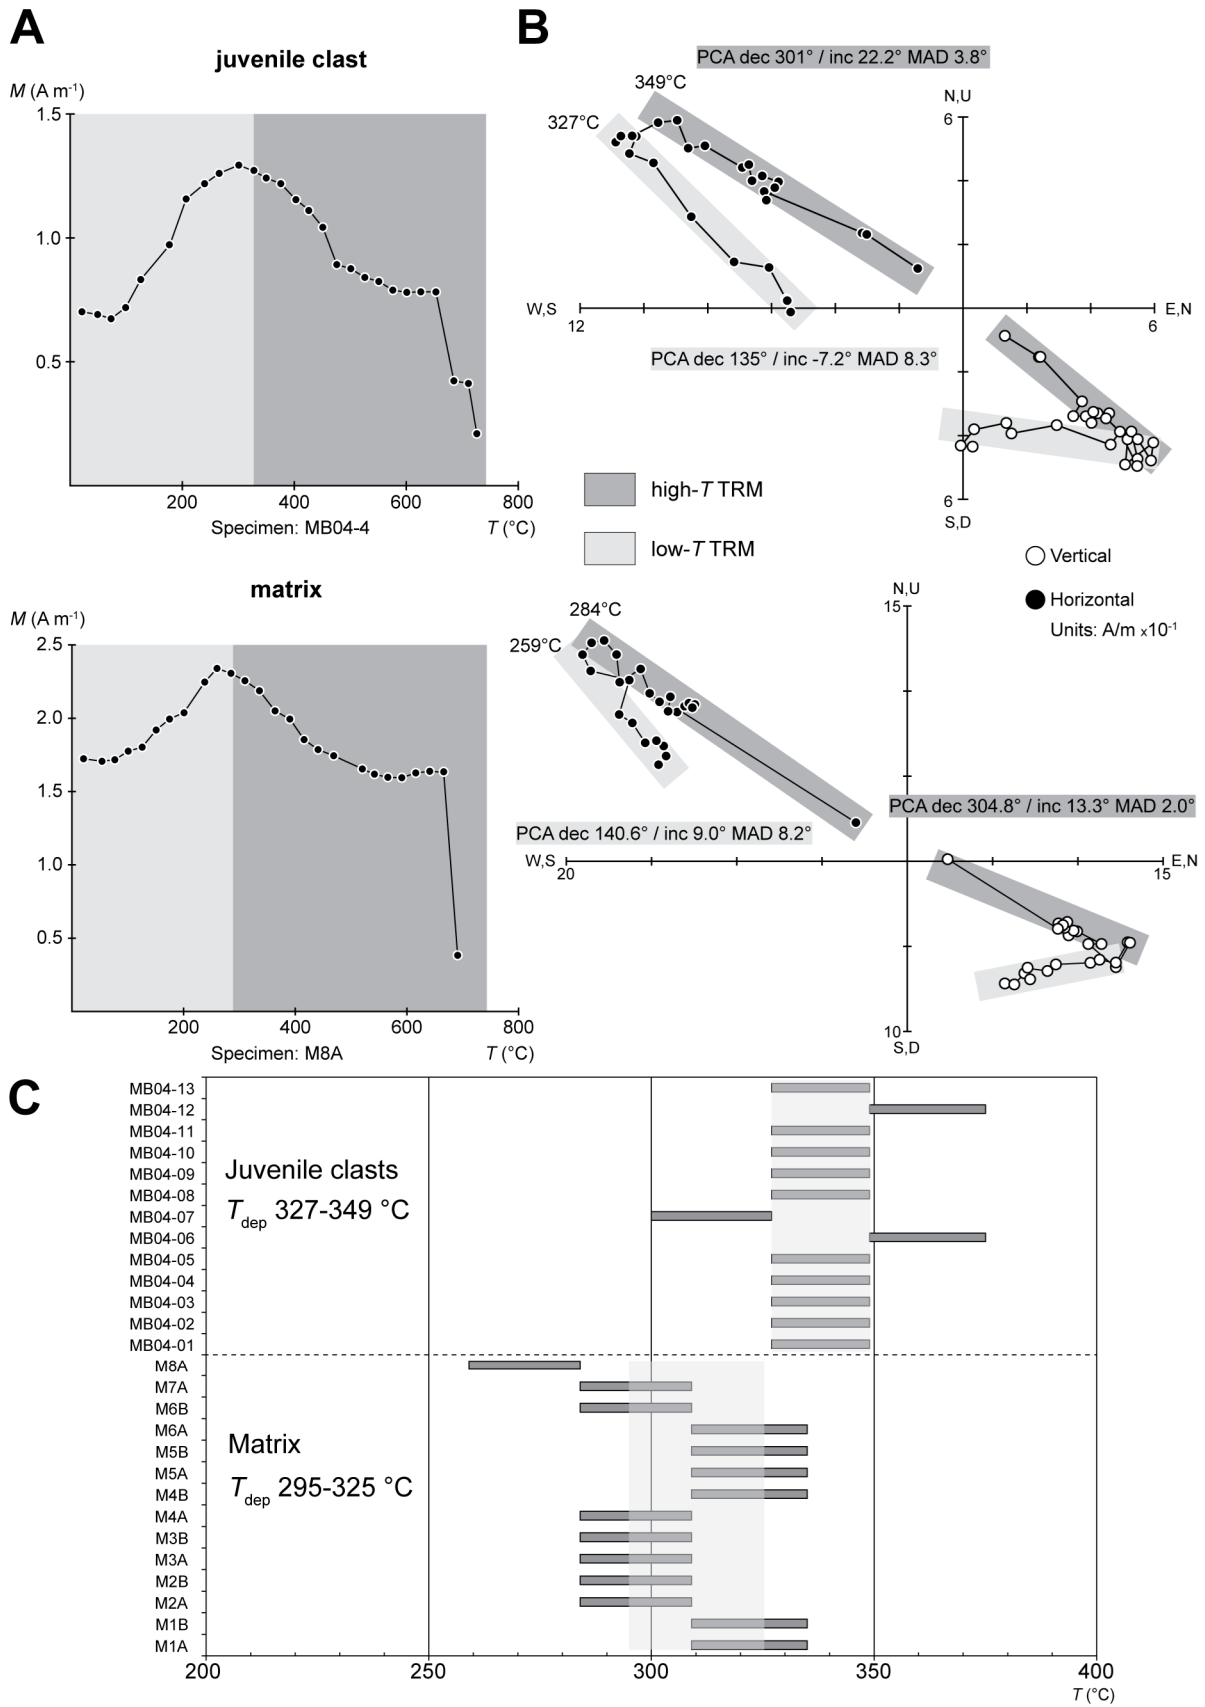 A
juvenile clast
M (A m-1)
1.5
1.0
0.5
200
400
600
800
Specimen: MB04-4
T (°C)
matrix
M (A m-1)
2.5
2.0
1.5
1.0
0.5
200
400
600
800
Specimen: M8A
T (°C)
B
PCA dec 301° / inc 22.2° MAD 3.8°
349°C
327°C
N,U
6
W,S
12
E,N
6
PCA dec 135° / inc -7.2° MAD 8.3°
6
S,D
high-T TRM
low-T TRM
Vertical
Horizontal
Units: A/m x10-1
284°C
259°C
N,U
15
PCA dec 304.8° / inc 13.3° MAD 2.0°
PCA dec 140.6° / inc 9.0° MAD 8.2°
W,S
20
E,N
15
10
S,D
C
MB04-13
MB04-12
MB04-11
MB04-10
MB04-09
MB04-08
MB04-07
MB04-06
MB04-05
MB04-04
MB04-03
MB04-02
MB04-01
Juvenile clasts
Tdep 327-349 °C
M8A
M7A
M6B
M6A
M5B
M5A
M4B
M4A
M3B
M3A
M2B
M2A
M1B
M1A
Matrix
Tdep 295-325 °C
200
250
300
350
400
T (°C)